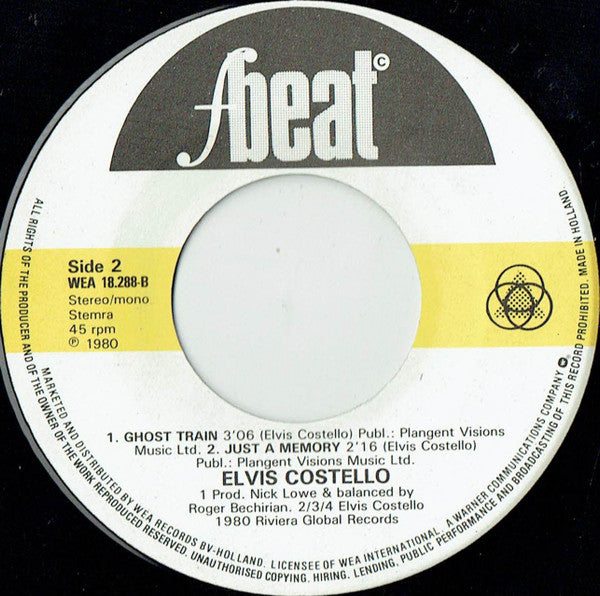 Fbeat©
Side 2
WEA 18.288-B
Stereo/mono
Stemra
45 rpm
℗ 1980
1. GHOST TRAIN 3'06 (Elvis Costello) Publ.: Plangent Visions
Music Ltd. 2. JUST A MEMORY 2'16 (Elvis Costello)
Publ.: Plangent Visions Music Ltd.
ELVIS COSTELLO
1 Prod. Nick Lowe & balanced by
Roger Bechirian. 2/3/4 Elvis Costello
1980 Riviera Global Records
ALL RIGHTS OF THE PRODUCER AND OF THE OWNER OF THE WORK REPRODUCED RESERVED. UNAUTHORISED COPYING, HIRING, LENDING, PUBLIC PERFORMANCE AND BROADCASTING OF THIS RECORD PROHIBITED. MADE IN HOLLAND.
MARKETED AND DISTRIBUTED BY WEA RECORDS BV-HOLLAND. LICENSEE OF WEA INTERNATIONAL. A WARNER COMMUNICATIONS COMPANY